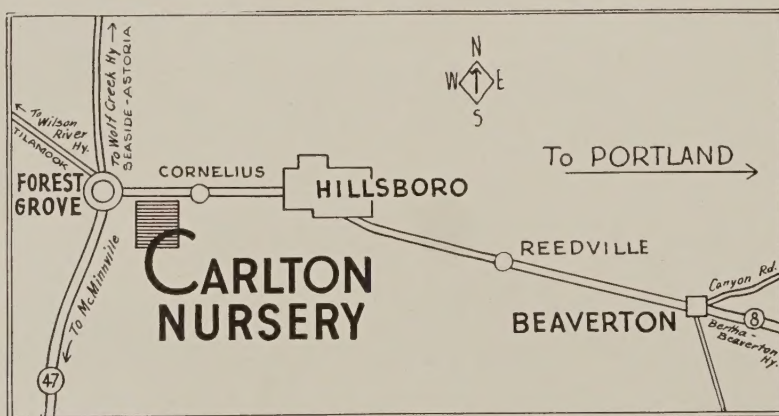 To Wolf Creek Hy
SEASIDE-ASTORIA
N
W E
S
To Wilson
River
Hy.
TILAMOOK
FOREST
GROVE
CORNELIUS
HILLSBORO
To PORTLAND
CARLTON
NURSERY
To McMinnville
47
REEDVILLE
BEAVERTON
Canyon Rd.
8
Bertha-
Beaverton
Hy.